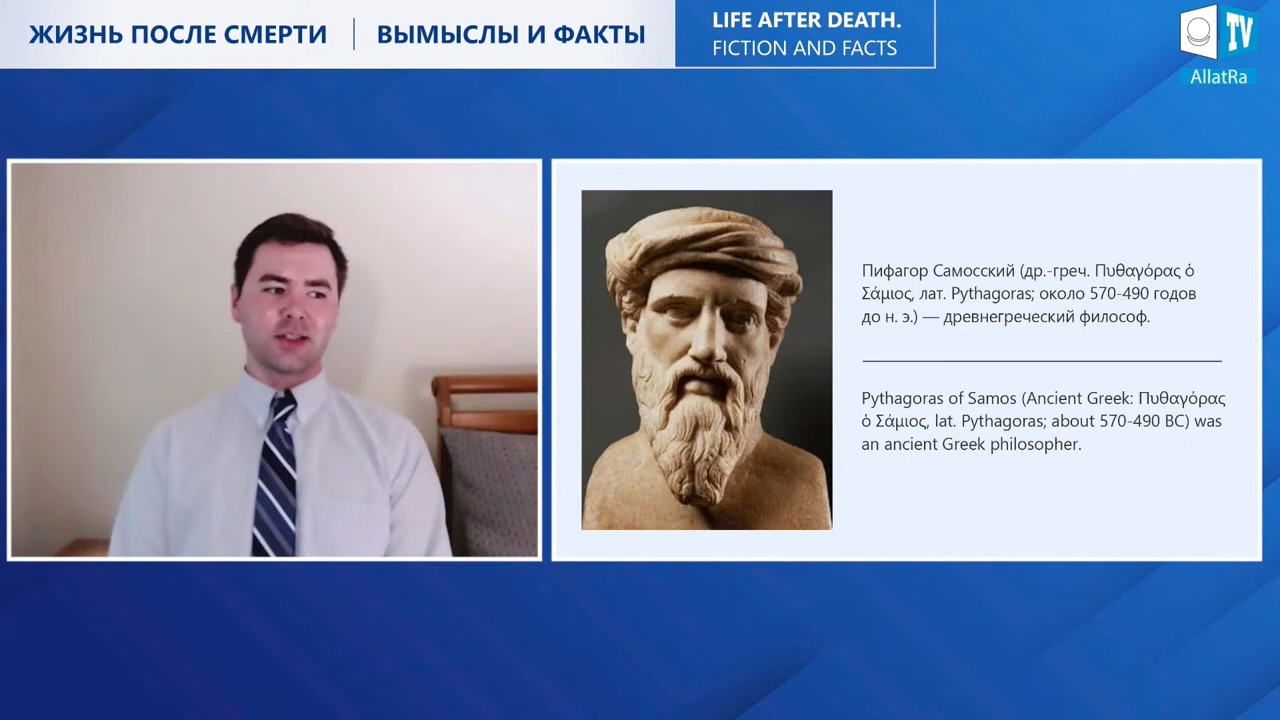 ЖИЗНЬ ПОСЛЕ СМЕРТИ
ВЫМЫСЛЫ И ФАКТЫ
LIFE AFTER DEATH.
FICTION AND FACTS
TV
AllatRa
Пифагор Самосский (др.-греч. Πυθαγόρας ὁ
Σάμιος, лат. Pythagoras; около 570-490 годов
до н. э.) — древнегреческий философ.
Pythagoras of Samos (Ancient Greek: Πυθαγόρας
ὁ Σάμιος, lat. Pythagoras; about 570-490 BC) was
an ancient Greek philosopher.